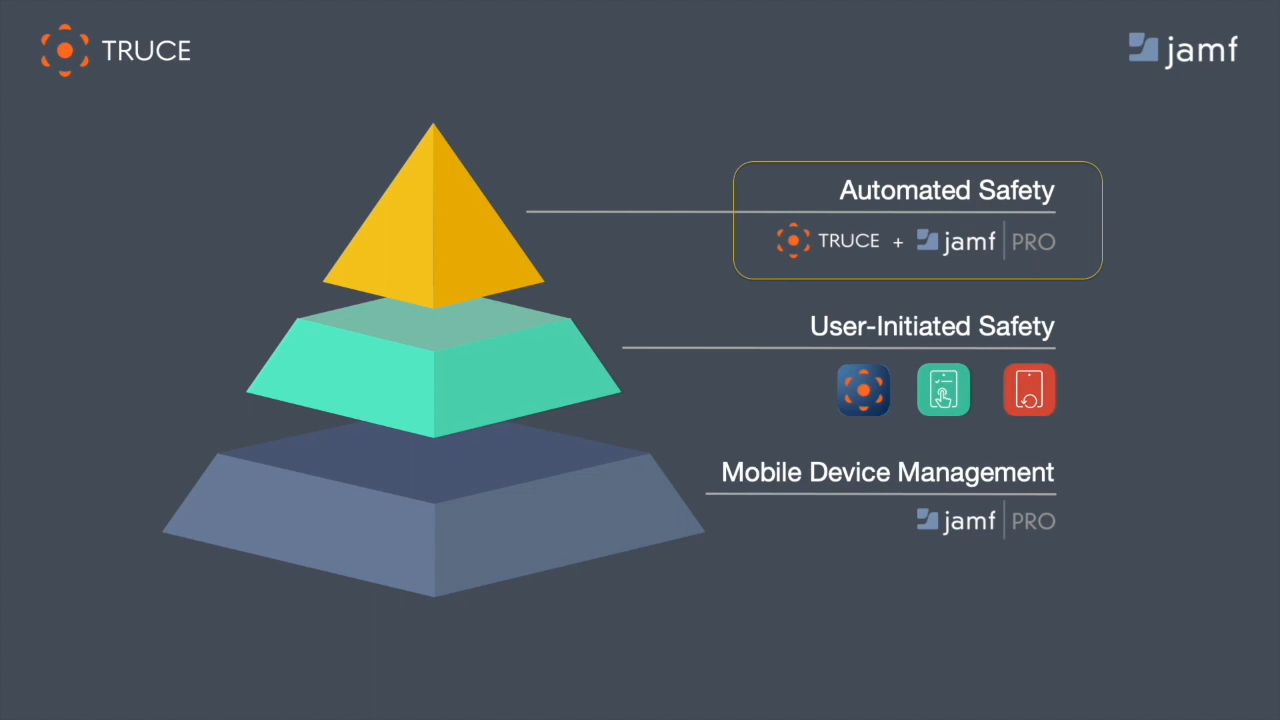 TRUCE
jamf
Automated Safety
TRUCE + jamf PRO
User-Initiated Safety
Mobile Device Management
jamf PRO